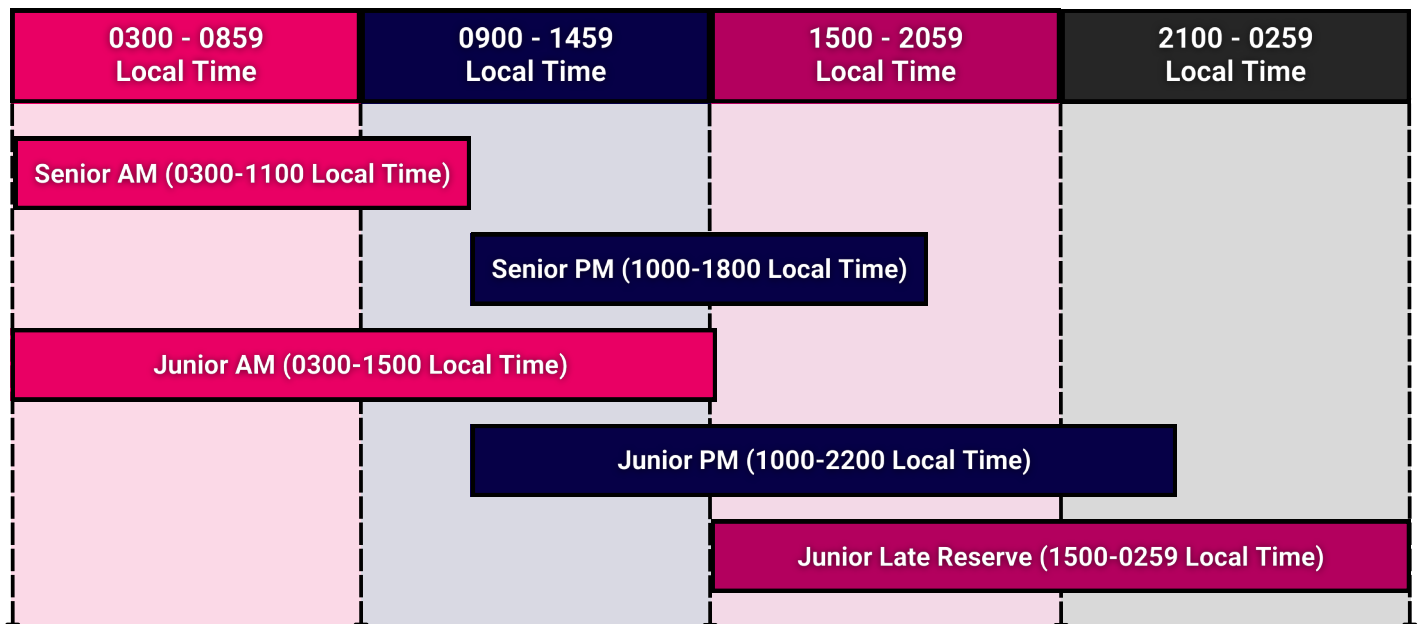 0300 - 0859
Local Time
0900 - 1459
Local Time
1500 - 2059
Local Time
2100 - 0259
Local Time
Senior AM (0300-1100 Local Time)
Senior PM (1000-1800 Local Time)
Junior AM (0300-1500 Local Time)
Junior PM (1000-2200 Local Time)
Junior Late Reserve (1500-0259 Local Time)